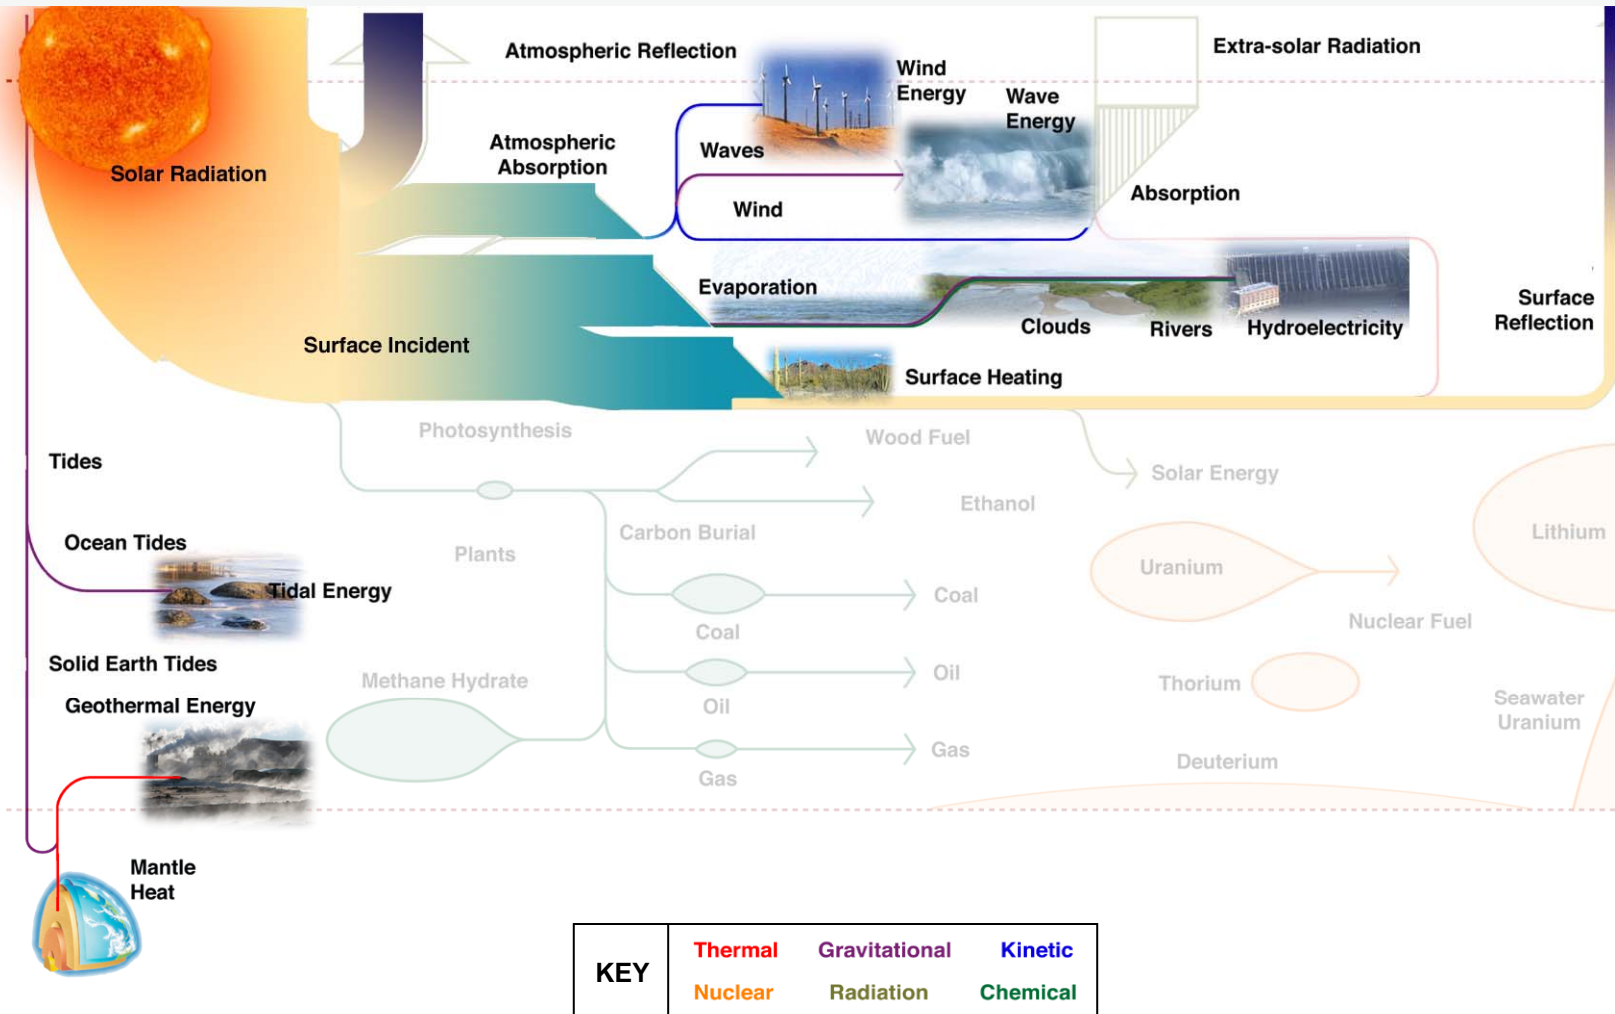 Atmospheric Reflection
Extra-solar Radiation
Wind
Energy
Wave
Energy
Atmospheric
Absorption
Waves
Solar Radiation
Absorption
Wind
Evaporation
Clouds
Rivers
Hydroelectricity
Surface
Reflection
Surface Incident
Surface Heating
Photosynthesis
Wood Fuel
Tides
Solar Energy
Ethanol
Carbon Burial
Lithium
Ocean Tides
Plants
Uranium
Tidal Energy
Coal
Coal
Nuclear Fuel
Solid Earth Tides
Methane Hydrate
Oil
Thorium
Geothermal Energy
Oil
Seawater
Uranium
Gas
Deuterium
Gas
Mantle
Heat
KEY
Thermal Gravitational Kinetic
Nuclear Radiation Chemical